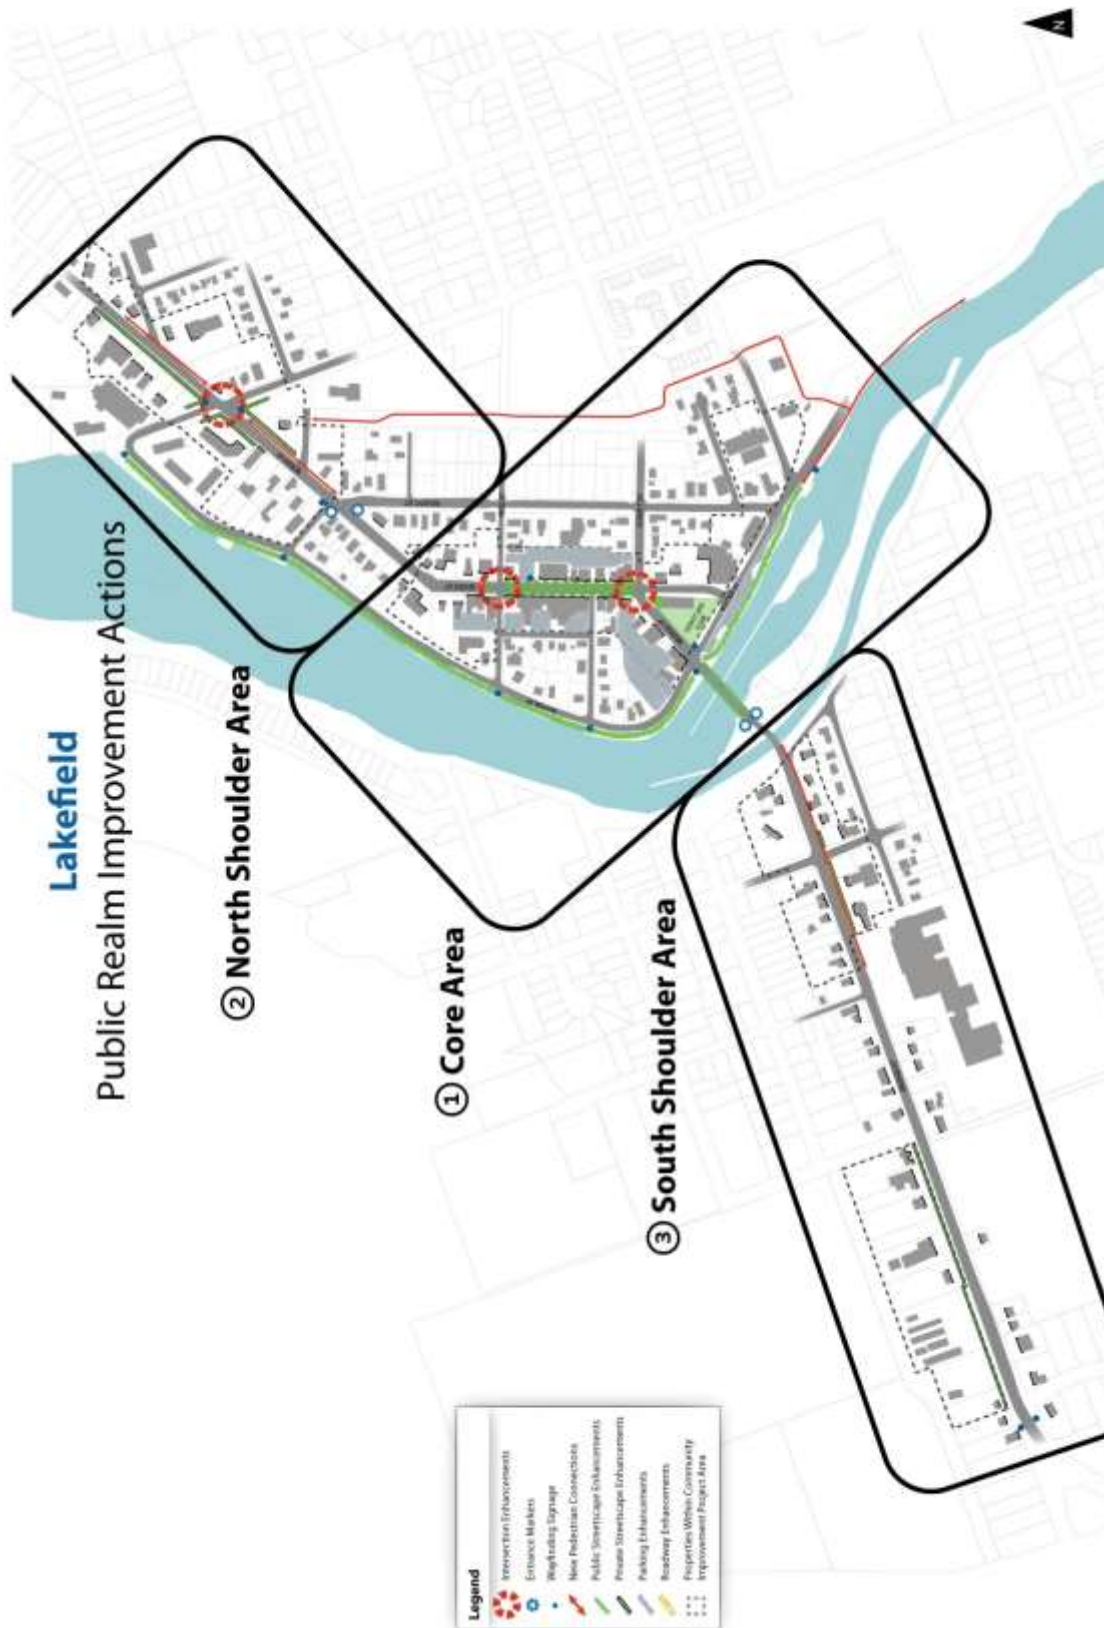 Lakefield
Public Realm Improvement Actions
② North Shoulder Area
① Core Area
③ South Shoulder Area
N
Legend
Intersection Enhancements
Entrance Markers
Wayfinding Signage
New Pedestrian Connections
Public Streetscape Enhancements
Private Streetscape Enhancements
Parking Enhancements
Roadway Enhancements
Properties Within Community
Improvement Project Area